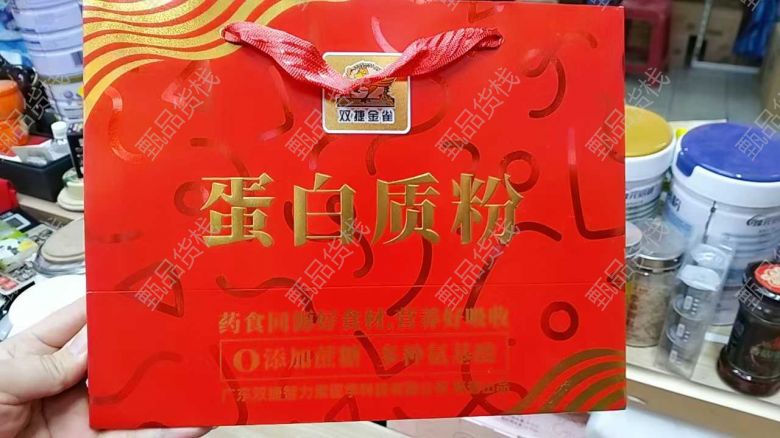 双捷金雀
蛋白质粉
药食同源好食材，营养好吸收
0添加蔗糖 多种氨基酸
甄品货栈